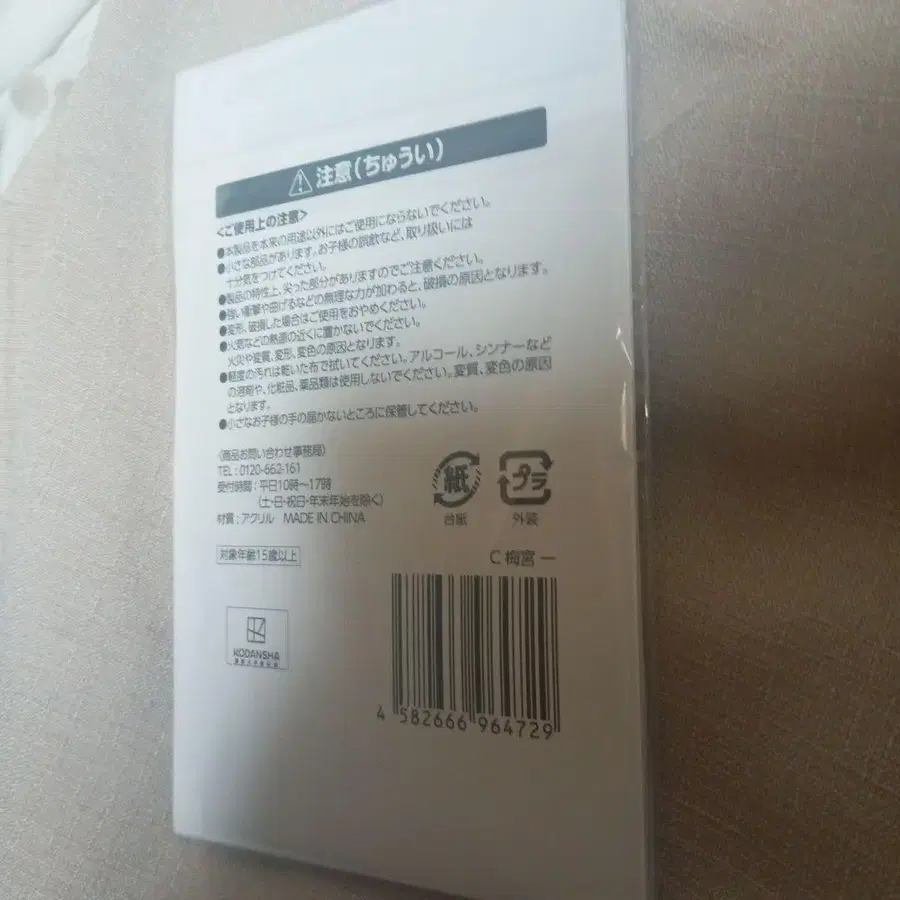 ⚠ 注意(ちゅうい)
<ご使用上の注意>
●本製品を本来の用途以外にはご使用にならないでください。
●小さな部品があります。お子様の誤飲など、取り扱いには
十分気をつけてください。
●製品の特性上、尖った部分がありますのでご注意ください。
●強い衝撃や曲げるなどの無理な力が加わると、破損の原因となります。
●変形、破損した場合はご使用をおやめください。
●火気などの熱源の近くに置かないでください。
火災や変質、変形、変色の原因となります。
●軽度の汚れは乾いた布で拭いてください。アルコール、シンナーなど
の溶剤や、化粧品、薬品類は使用しないでください。変質、変色の原因
となります。
●小さなお子様の手の届かないところに保管してください。
〈商品お問い合わせ事務局〉
TEL:0120-662-161
受付時間:平日10時~17時
(土・日・祝日・年末年始を除く)
材質:アクリル MADE IN CHINA
紙
台紙
プラ
外装
対象年齢15歳以上
C 梅宮 一
KODANSHA
4 582666 964729